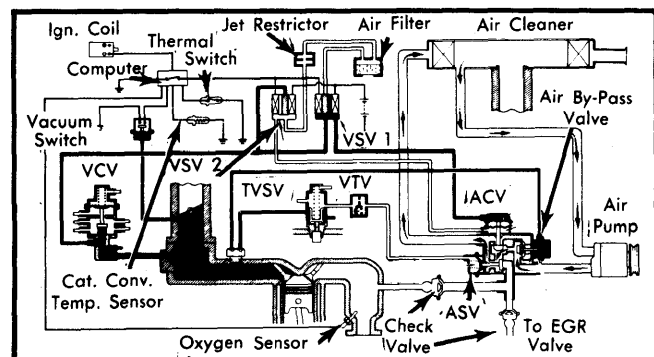 Ign. Coil
Thermal
Switch
Computer
Jet Restrictor
Air Filter
Air Cleaner
Air By-Pass
Valve
Vacuum
Switch
VSV 1
VSV 2
VCV
TVSV
VTV
IACV
Air
Pump
Cat. Conv.
Temp. Sensor
ASV
Oxygen Sensor
Check
Valve
To EGR
Valve